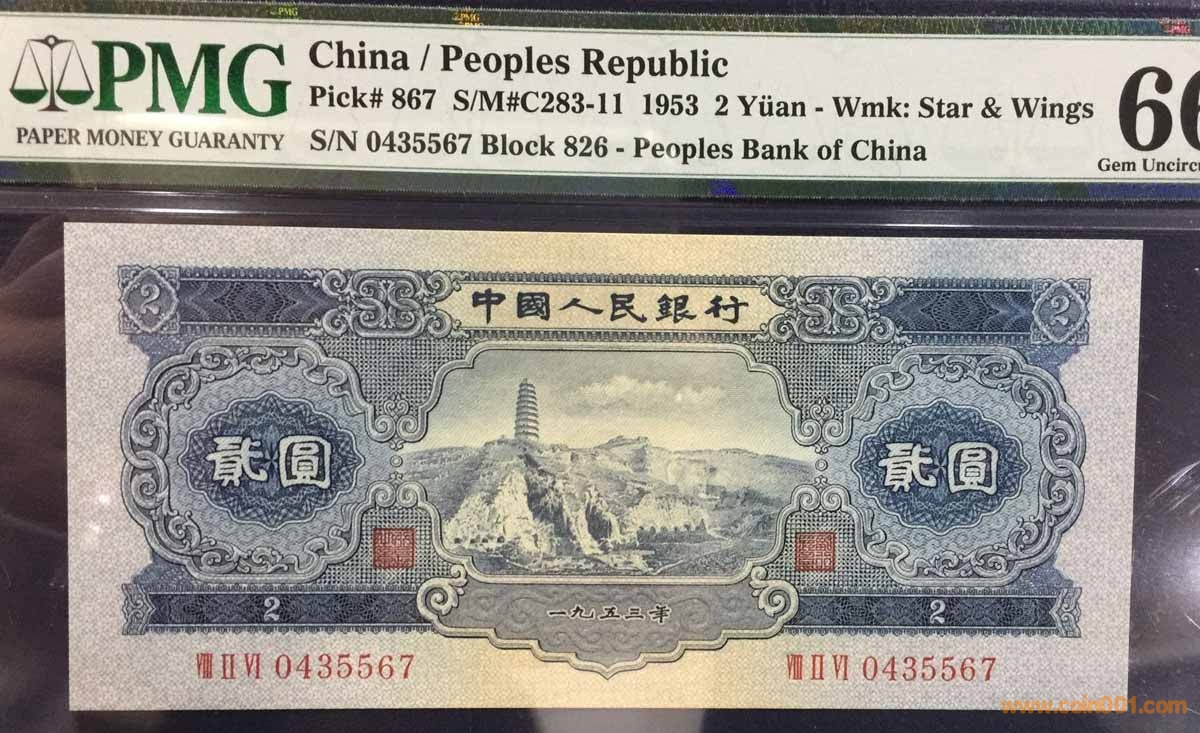 PMG
PAPER MONEY GUARANTY
China / Peoples Republic
Pick# 867 S/M#C283-11 1953 2 Yüan - Wmk: Star & Wings
S/N 0435567 Block 826 - Peoples Bank of China
66
Gem Uncircu
中國人民銀行
2 2
貳圓 貳圓
一九五三年
2 2
VIII II VI 0435567 VIII II VI 0435567
www.coin001.com